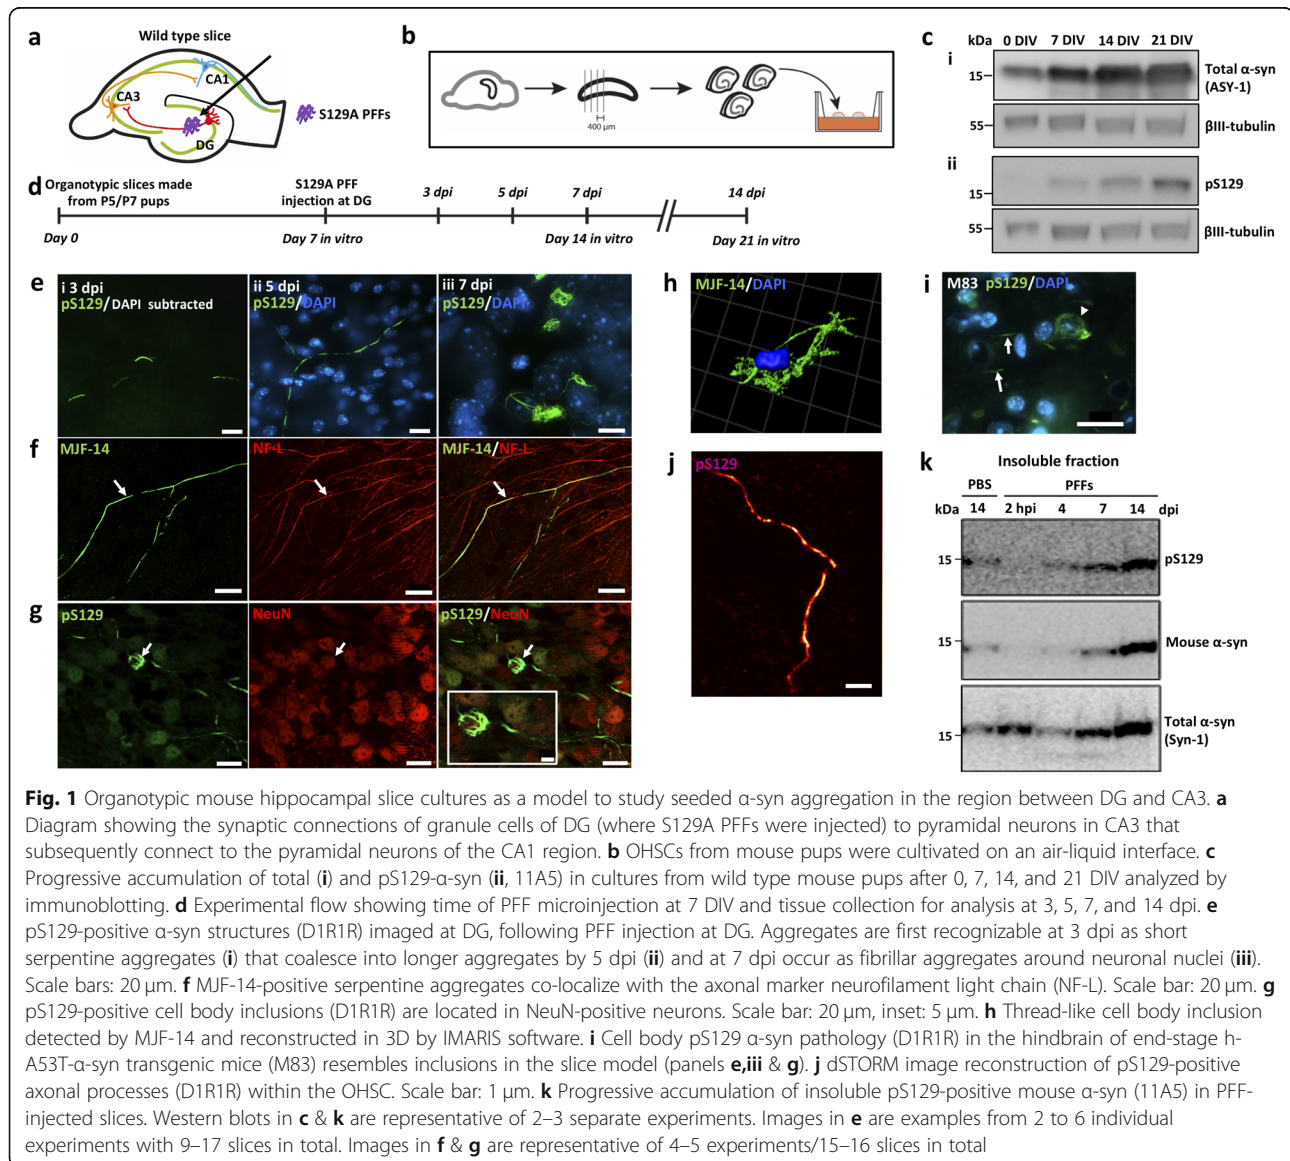 a
Wild type slice
CA1
CA3
DG
S129A PFFs
b
400 µm
c
kDa
0 DIV
7 DIV
14 DIV
21 DIV
i
15
Total α-syn
(ASY-1)
55
βIII-tubulin
ii
15
pS129
55
βIII-tubulin
d
Organotypic slices made
from P5/P7 pups
S129A PFF
injection at DG
3 dpi
5 dpi
7 dpi
14 dpi
Day 0
Day 7 in vitro
Day 14 in vitro
Day 21 in vitro
e
i 3 dpi
pS129/DAPI subtracted
ii 5 dpi
pS129/DAPI
iii 7 dpi
pS129/DAPI
f
MJF-14
NF-L
MJF-14/NF-L
g
pS129
NeuN
pS129/NeuN
h
MJF-14/DAPI
i
M83 pS129/DAPI
j
pS129
k
Insoluble fraction
PBS
PFFs
kDa
14
2 hpi
4
7
14
dpi
15
pS129
15
Mouse α-syn
15
Total α-syn
(Syn-1)
Fig. 1 Organotypic mouse hippocampal slice cultures as a model to study seeded α-syn aggregation in the region between DG and CA3. a
Diagram showing the synaptic connections of granule cells of DG (where S129A PFFs were injected) to pyramidal neurons in CA3 that
subsequently connect to the pyramidal neurons of the CA1 region. b OHSCs from mouse pups were cultivated on an air-liquid interface. c
Progressive accumulation of total (i) and pS129-α-syn (ii, 11A5) in cultures from wild type mouse pups after 0, 7, 14, and 21 DIV analyzed by
immunoblotting. d Experimental flow showing time of PFF microinjection at 7 DIV and tissue collection for analysis at 3, 5, 7, and 14 dpi. e
pS129-positive α-syn structures (D1R1R) imaged at DG, following PFF injection at DG. Aggregates are first recognizable at 3 dpi as short
serpentine aggregates (i) that coalesce into longer aggregates by 5 dpi (ii) and at 7 dpi occur as fibrillar aggregates around neuronal nuclei (iii).
Scale bars: 20 µm. f MJF-14-positive serpentine aggregates co-localize with the axonal marker neurofilament light chain (NF-L). Scale bar: 20 µm. g
pS129-positive cell body inclusions (D1R1R) are located in NeuN-positive neurons. Scale bar: 20 µm, inset: 5 µm. h Thread-like cell body inclusion
detected by MJF-14 and reconstructed in 3D by IMARIS software. i Cell body pS129 α-syn pathology (D1R1R) in the hindbrain of end-stage h-
A53T-α-syn transgenic mice (M83) resembles inclusions in the slice model (panels e,iii & g). j dSTORM image reconstruction of pS129-positive
axonal processes (D1R1R) within the OHSC. Scale bar: 1 µm. k Progressive accumulation of insoluble pS129-positive mouse α-syn (11A5) in PFF-
injected slices. Western blots in c & k are representative of 2–3 separate experiments. Images in e are examples from 2 to 6 individual
experiments with 9–17 slices in total. Images in f & g are representative of 4–5 experiments/15–16 slices in total